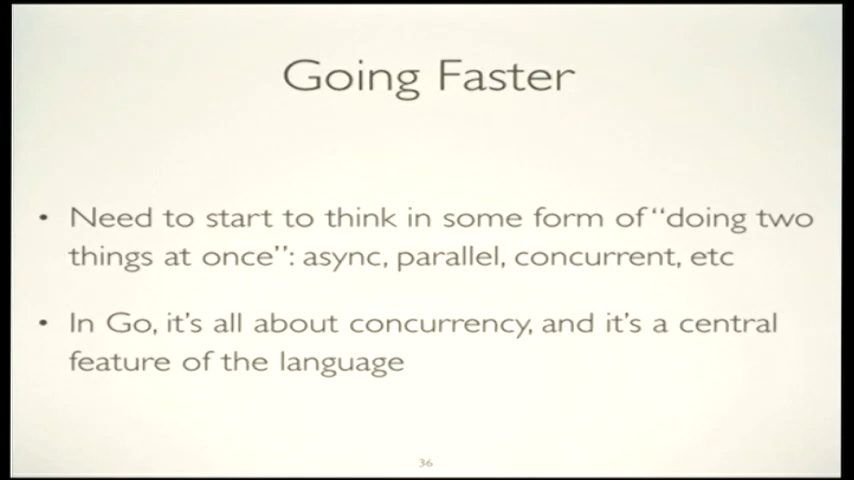 Going Faster
• Need to start to think in some form of “doing two
things at once”: async, parallel, concurrent, etc
• In Go, it’s all about concurrency, and it’s a central
feature of the language
36